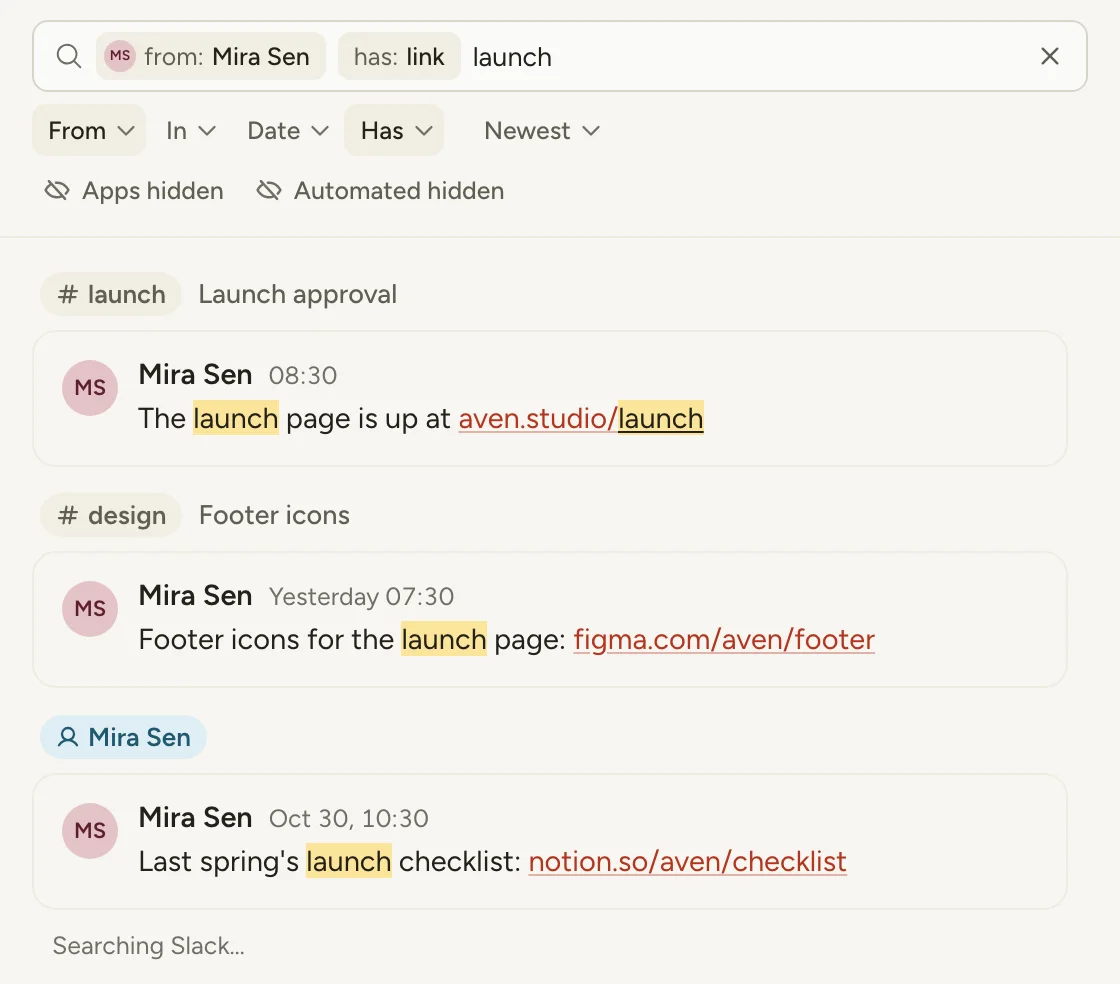 MS from: Mira Sen has: link launch
From In Date Has Newest
Apps hidden Automated hidden
# launch Launch approval
MS Mira Sen 08:30
The launch page is up at aven.studio/launch
# design Footer icons
MS Mira Sen Yesterday 07:30
Footer icons for the launch page: figma.com/aven/footer
Mira Sen
MS Mira Sen Oct 30, 10:30
Last spring's launch checklist: notion.so/aven/checklist
Searching Slack...